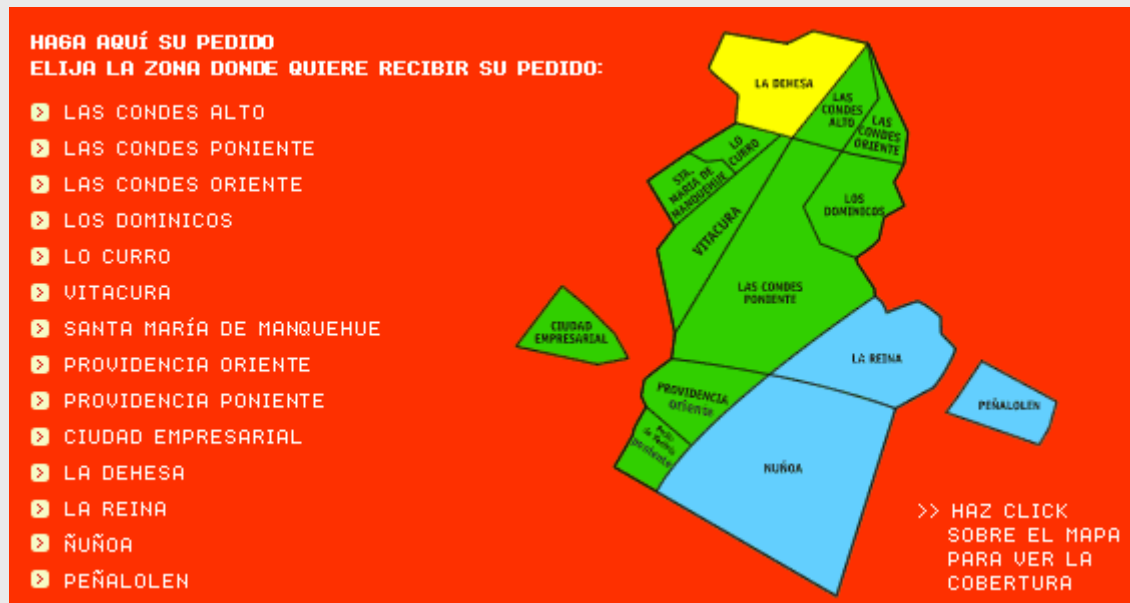 HAGA AQUÍ SU PEDIDO
ELIJA LA ZONA DONDE QUIERE RECIBIR SU PEDIDO:
LAS CONDES ALTO
LAS CONDES PONIENTE
LAS CONDES ORIENTE
LOS DOMINICOS
LO CURRO
VITACURA
SANTA MARÍA DE MANQUEHUE
PROVIDENCIA ORIENTE
PROVIDENCIA PONIENTE
CIUDAD EMPRESARIAL
LA DEHESA
LA REINA
ÑUÑOA
PEÑALOLEN
LA DEHESA
LAS
CONDES
ALTO
LAS
CONDES
ORIENTE
LO
CURRO
STA.
MARIA DE
MANQUEHUE
VITACURA
LOS
DOMINICOS
LAS CONDES
PONIENTE
CIUDAD
EMPRESARIAL
LA REINA
PEÑALOLEN
PROVIDENCIA
oriente
poniente
NUÑOA
>> HAZ CLICK
SOBRE EL MAPA
PARA VER LA
COBERTURA